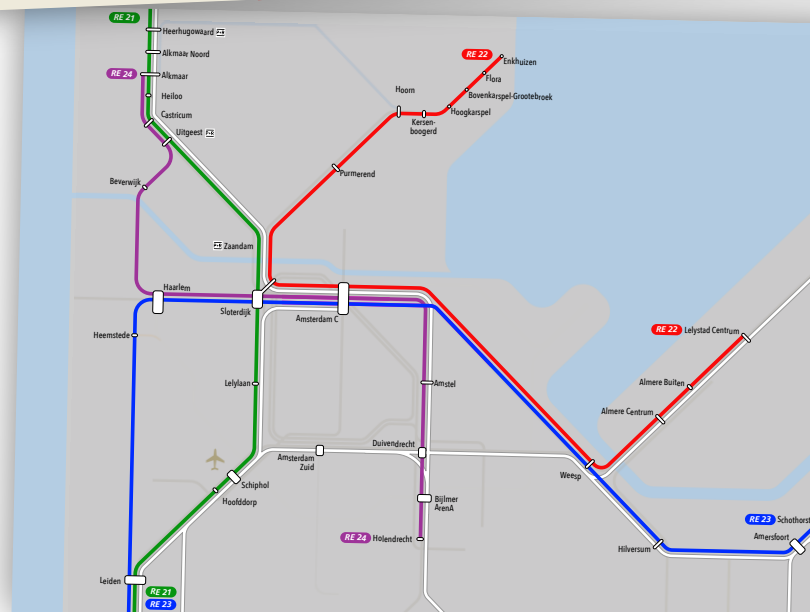 RE 21
Heerhugowaard P+R
Alkmaar Noord
RE 24
Alkmaar
Heiloo
Castricum
Uitgeest P+R
Beverwijk
RE 22
Enkhuizen
Flora
Bovenkarspel-Grootebroek
Hoogkarspel
Hoorn
Kersen-
boogerd
Purmerend
P+R Zaandam
Haarlem
Sloterdijk
Amsterdam C
Heemstede
Lelylaan
Amstel
RE 22
Lelystad Centrum
Almere Buiten
Almere Centrum
Duivendrecht
Amsterdam
Zuid
Weesp
Schiphol
Hoofddorp
Bijlmer
ArenA
RE 24
Holendrecht
RE 23
Schothorst
Amersfoort
Hilversum
Leiden
RE 21
RE 23